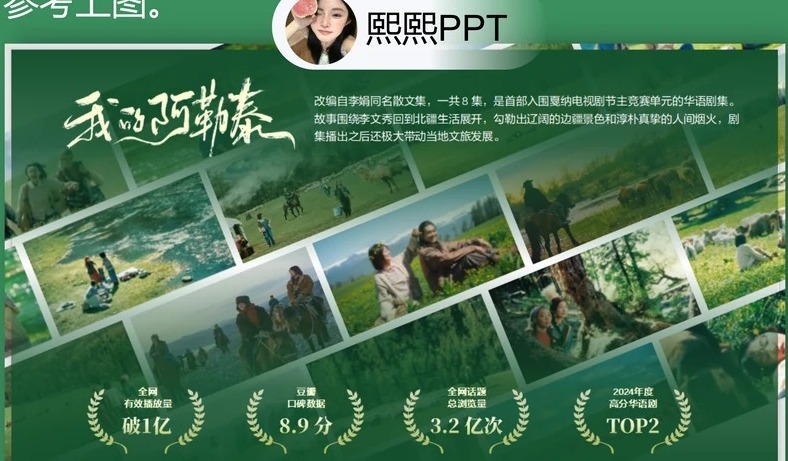 参考上图。
熙熙PPT
我的阿勒泰
改编自李娟同名散文集，一共8集，是首部入围戛纳电视剧节主竞赛单元的华语剧集。
故事围绕李文秀回到北疆生活展开，勾勒出辽阔的边疆景色和淳朴真挚的人间烟火，剧
集播出之后还极大带动当地文旅发展。
全网
有效播放量
破1亿
豆瓣
口碑数据
8.9 分
全网话题
总浏览量
3.2 亿次
2024年度
高分华语剧
TOP2